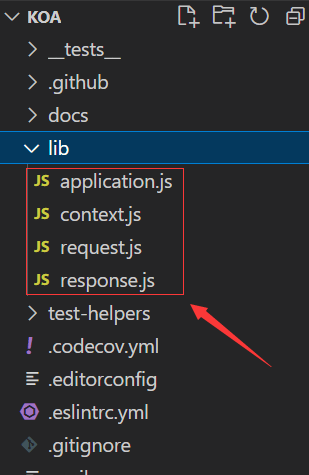 KOA
__tests__
.github
docs
lib
JS application.js
JS context.js
JS request.js
JS response.js
test-helpers
! .codecov.yml
.editorconfig
.eslintrc.yml
.gitignore